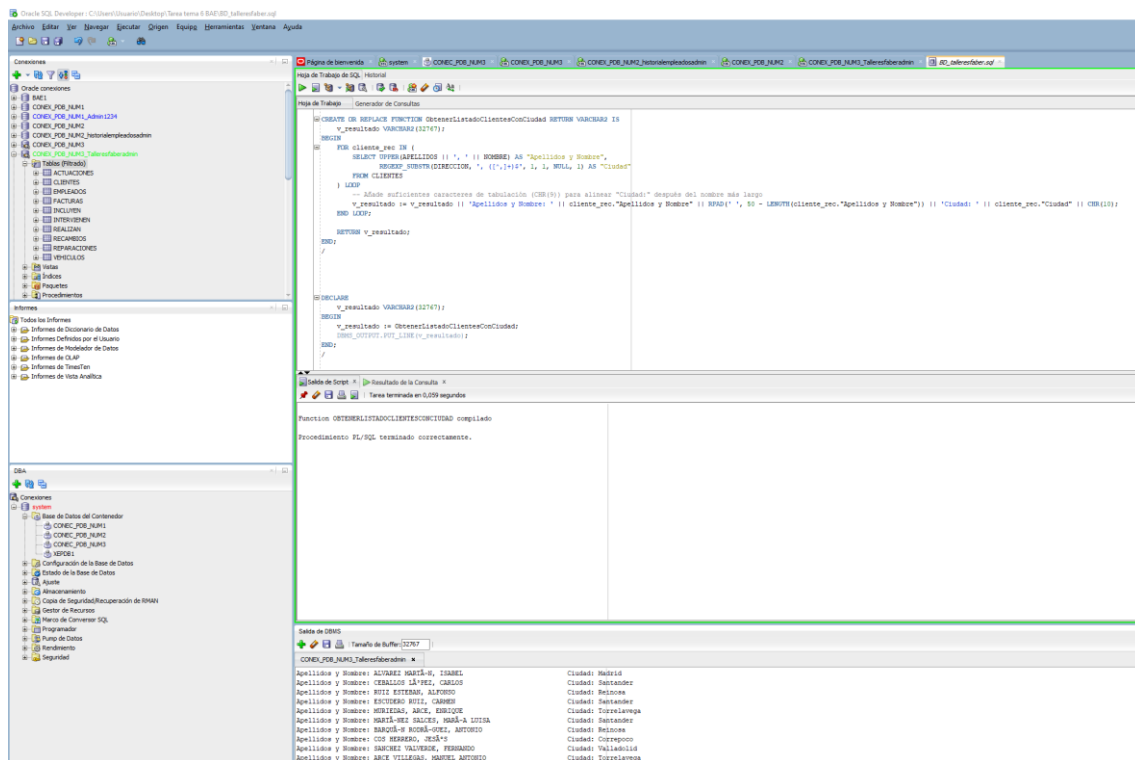 Oracle SQL Developer : C:\Users\Usuario\Desktop\Tarea tema 6 BAE\BD_talleresfaber.sql
Archivo Editar Ver Navegar Ejecutar Origen Equipo Herramientas Ventana Ayuda
Conexiones
Oracle conexiones
BAE1
CONEX_PDB_NUM1
CONEX_PDB_NUM1_Admin1234
CONEX_PDB_NUM2
CONEX_PDB_NUM2_historialempleadosadmin
CONEX_PDB_NUM3
CONEX_PDB_NUM3_Talleresfaberadmin
Tablas (Filtrado)
ACTUACIONES
CLIENTES
EMPLEADOS
FACTURAS
INCLUYEN
INTERVIENEN
REALIZAN
RECAMBIOS
REPARACIONES
VEHICULOS
Vistas
Índices
Paquetes
Procedimientos
Informes
Todos los Informes
Informes de Diccionario de Datos
Informes Definidos por el Usuario
Informes de Modelador de Datos
Informes de OLAP
Informes de TimesTen
Informes de Vista Analítica
DBA
Conexiones
system
Base de Datos del Contenedor
CONEC_PDB_NUM1
CONEC_PDB_NUM2
CONEC_PDB_NUM3
XEPDB1
Configuración de la Base de Datos
Estado de la Base de Datos
Ajuste
Almacenamiento
Copia de Seguridad/Recuperación de RMAN
Gestor de Recursos
Marco de Conversor SQL
Programador
Pump de Datos
Rendimiento
Seguridad
Página de bienvenida system CONEC_PDB_NUM3 CONEX_PDB_NUM3 CONEX_PDB_NUM2_historialempleadosadmin CONEX_PDB_NUM2 CONEX_PDB_NUM3_Talleresfaberadmin BD_talleresfaber.sql
Hoja de Trabajo de SQL Historial
Hoja de Trabajo Generador de Consultas
CREATE OR REPLACE FUNCTION ObtenerListadoClientesConCiudad RETURN VARCHAR2 IS
v_resultado VARCHAR2(32767);
BEGIN
FOR cliente_rec IN (
SELECT UPPER(APELLIDOS || ', ' || NOMBRE) AS "Apellidos y Nombre",
REGEXP_SUBSTR(DIRECCION, ', ([^,]+)$', 1, 1, NULL, 1) AS "Ciudad"
FROM CLIENTES
) LOOP
-- Añade suficientes caracteres de tabulación (CHR(9)) para alinear "Ciudad:" después del nombre más largo
v_resultado := v_resultado || 'Apellidos y Nombre: ' || cliente_rec."Apellidos y Nombre" || RPAD(' ', 50 - LENGTH(cliente_rec."Apellidos y Nombre")) || 'Ciudad: ' || cliente_rec."Ciudad" || CHR(10);
END LOOP;
RETURN v_resultado;
END;
/
DECLARE
v_resultado VARCHAR2(32767);
BEGIN
v_resultado := ObtenerListadoClientesConCiudad;
DBMS_OUTPUT.PUT_LINE(v_resultado);
END;
/
Salida de Script × Resultado de la Consulta ×
Tarea terminada en 0,059 segundos
Function OBTENERLISTADOCLIENTESCONCIUDAD compilado
Procedimiento PL/SQL terminado correctamente.
Salida de DBMS
Tamaño de Buffer: 32767
CONEX_PDB_NUM3_Talleresfaberadmin ×
Apellidos y Nombre: ALVAREZ MARTÃ-N, ISABEL Ciudad: Madrid
Apellidos y Nombre: CEBALLOS LÃ³PEZ, CARLOS Ciudad: Santander
Apellidos y Nombre: RUIZ ESTEBAN, ALFONSO Ciudad: Reinosa
Apellidos y Nombre: ESCUDERO RUIZ, CARMEN Ciudad: Santander
Apellidos y Nombre: MURIEDAS, ARCE, ENRIQUE Ciudad: Torrelavega
Apellidos y Nombre: MARTÃ-NEZ SALCES, MARÃ-A LUISA Ciudad: Santander
Apellidos y Nombre: BARQUÃ-N RODRÃ-GUEZ, ANTONIO Ciudad: Reinosa
Apellidos y Nombre: COS HERRERO, JESÃºS Ciudad: Correpoco
Apellidos y Nombre: SANCHEZ VALVERDE, FERNANDO Ciudad: Valladolid
Apellidos y Nombre: ARCE VILLEGAS, MANUEL ANTONIO Ciudad: Torrelavega